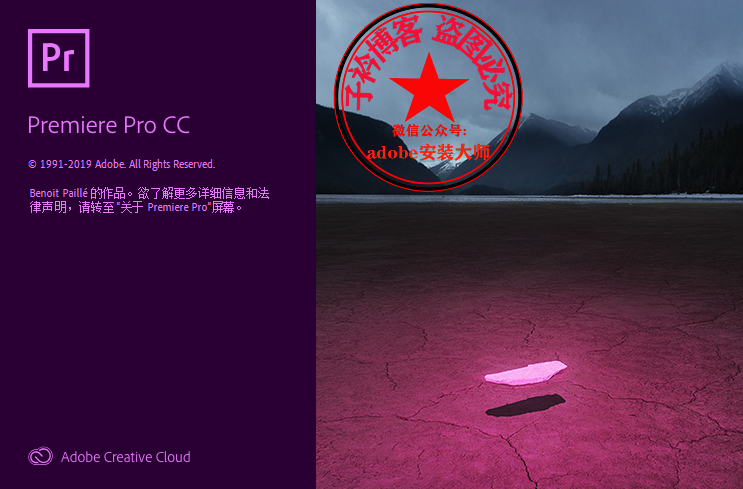 Pr
Premiere Pro CC
© 1991-2019 Adobe. All Rights Reserved.
Benoit Paillé 的作品。欲了解更多详细信息和法
律声明，请转至“关于 Premiere Pro”屏幕。
Adobe Creative Cloud
子衿博客 盗图必究
微信公众号:
adobe安装大师